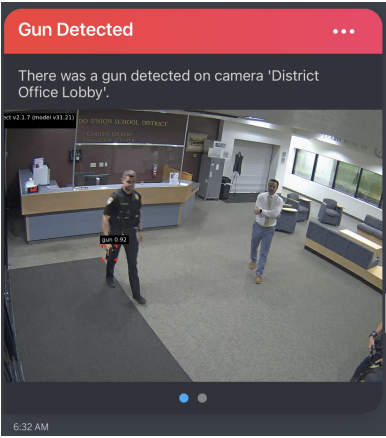 Gun Detected
There was a gun detected on camera 'District
Office Lobby'.
ect v2.1.7 (model v31.21)
DO UNION SCHOOL DISTRICT
gun 0.92
6:32 AM